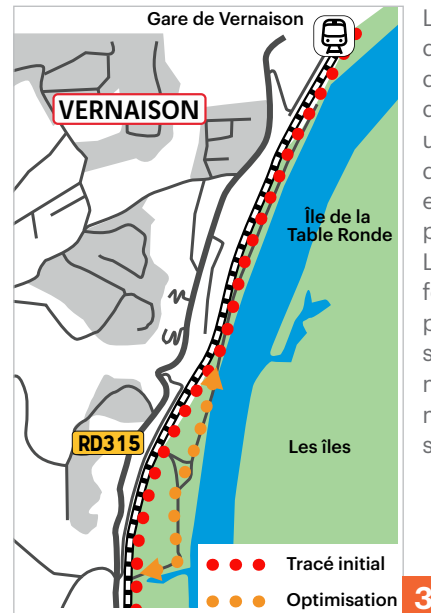 Gare de Vernaison
VERNAISON
Île de la
Table Ronde
RD315
Les îles
Tracé initial
Optimisation
3